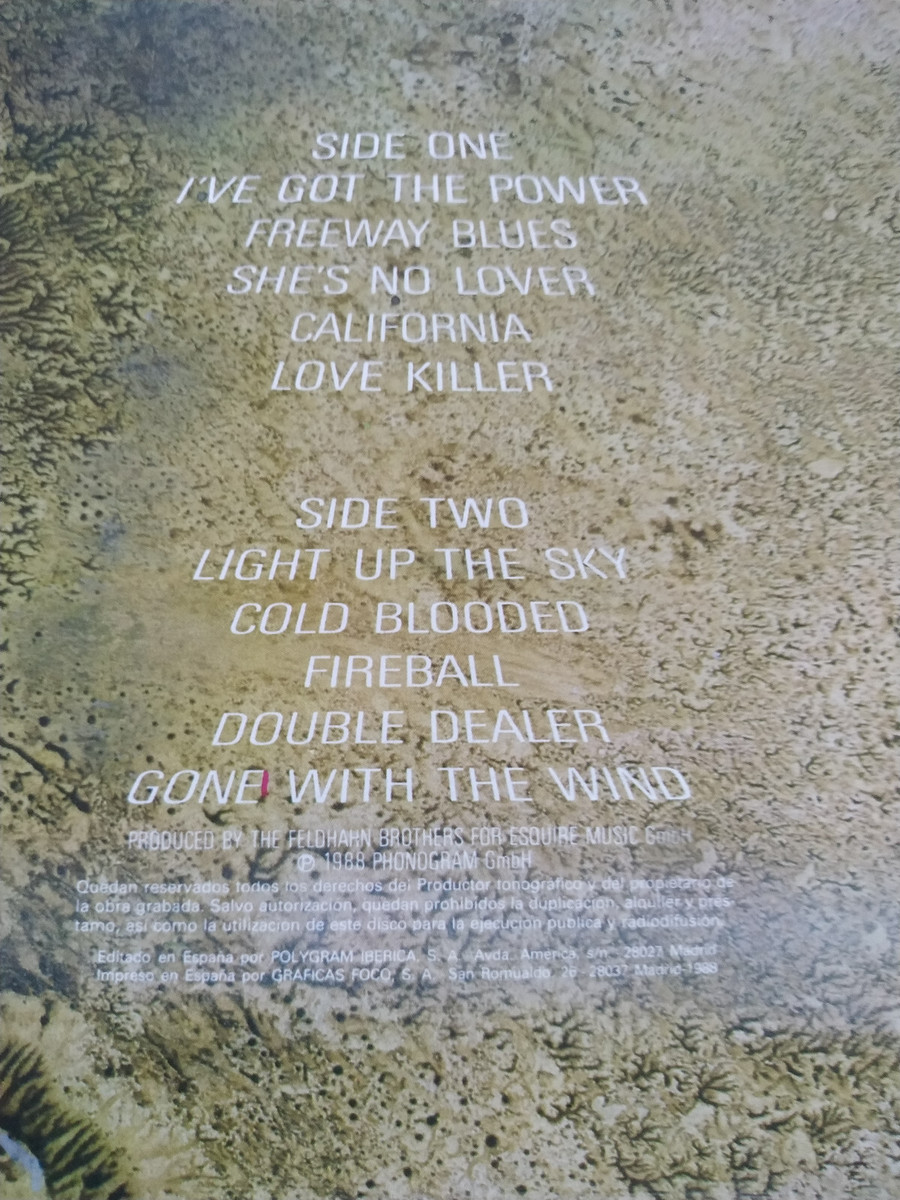 SIDE ONE
I'VE GOT THE POWER
FREEWAY BLUES
SHE'S NO LOVER
CALIFORNIA
LOVE KILLER
SIDE TWO
LIGHT UP THE SKY
COLD BLOODED
FIREBALL
DOUBLE DEALER
GONE WITH THE WIND
PRODUCED BY THE FELDHAHN BROTHERS FOR ESQUIRE MUSIC GmbH
℗ 1988 PHONOGRAM GmbH
Quedan reservados todos los derechos del Productor fonográfico y del propietario de
la obra grabada. Salvo autorización, quedan prohibidos la duplicación, alquiler y prés-
tamo, así como la utilización de este disco para la ejecución pública y radiodifusión.
Editado en España por POLYGRAM IBERICA, S. A. Avda. América, s/n - 28027 Madrid
Impreso en España por GRAFICAS FOCO, S. A. San Romualdo, 26 - 28037 Madrid-1988